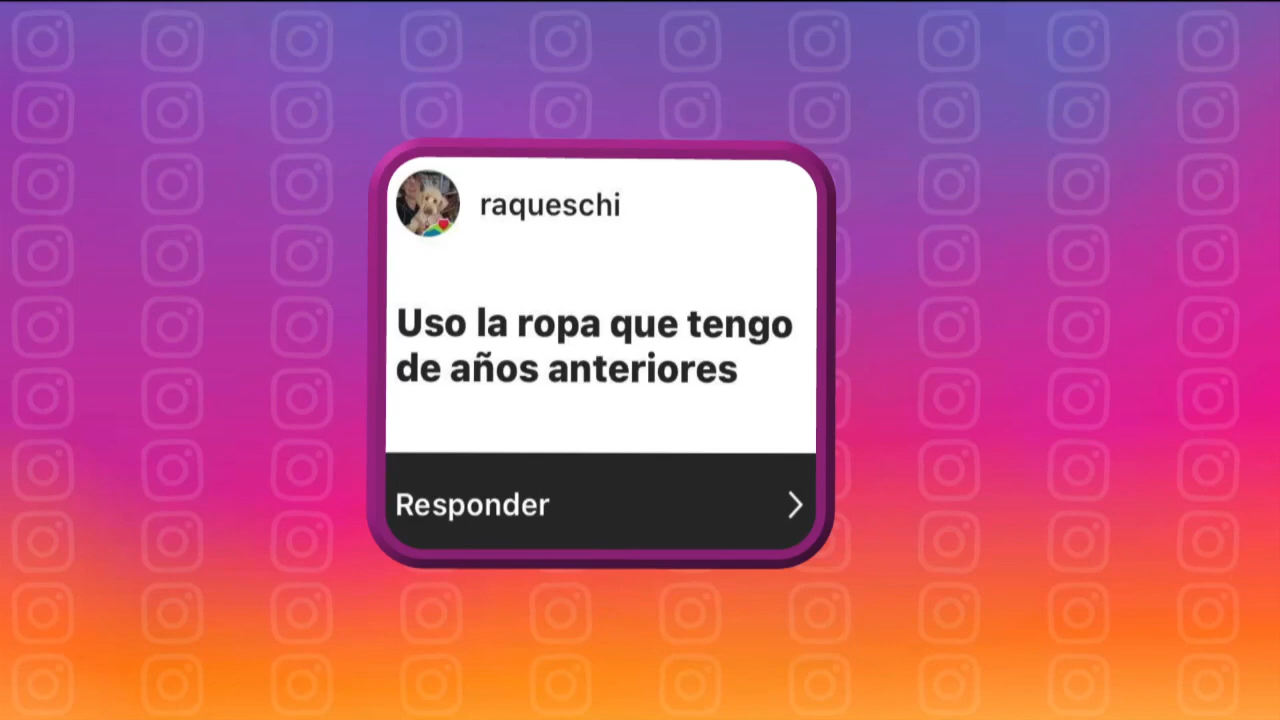 raqueschi
Uso la ropa que tengo
de años anteriores
Responder